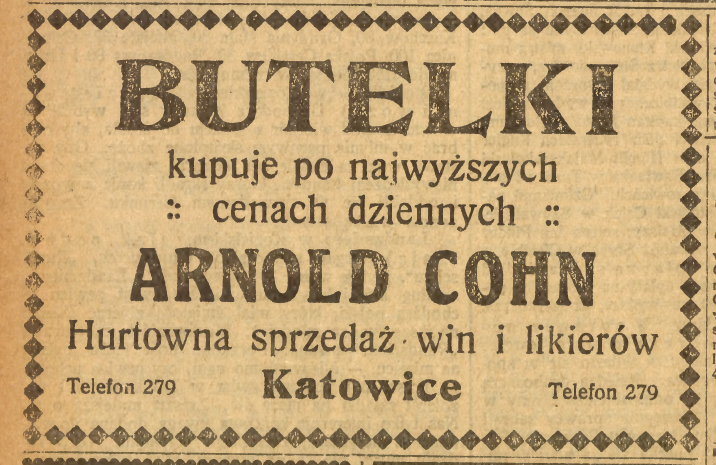 BUTELKI
kupuje po najwyższych
:: cenach dziennych ::
ARNOLD COHN
Hurtowna sprzedaż win i likierów
Telefon 279 Katowice Telefon 279